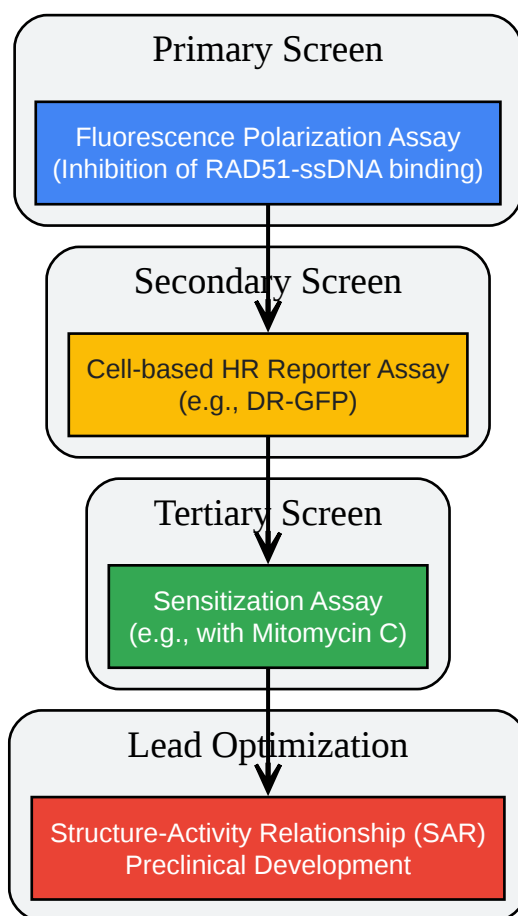 Primary Screen
Fluorescence Polarization Assay
(Inhibition of RAD51-ssDNA binding)
Secondary Screen
Cell-based HR Reporter Assay
(e.g., DR-GFP)
Tertiary Screen
Sensitization Assay
(e.g., with Mitomycin C)
Lead Optimization
Structure-Activity Relationship (SAR)
Preclinical Development